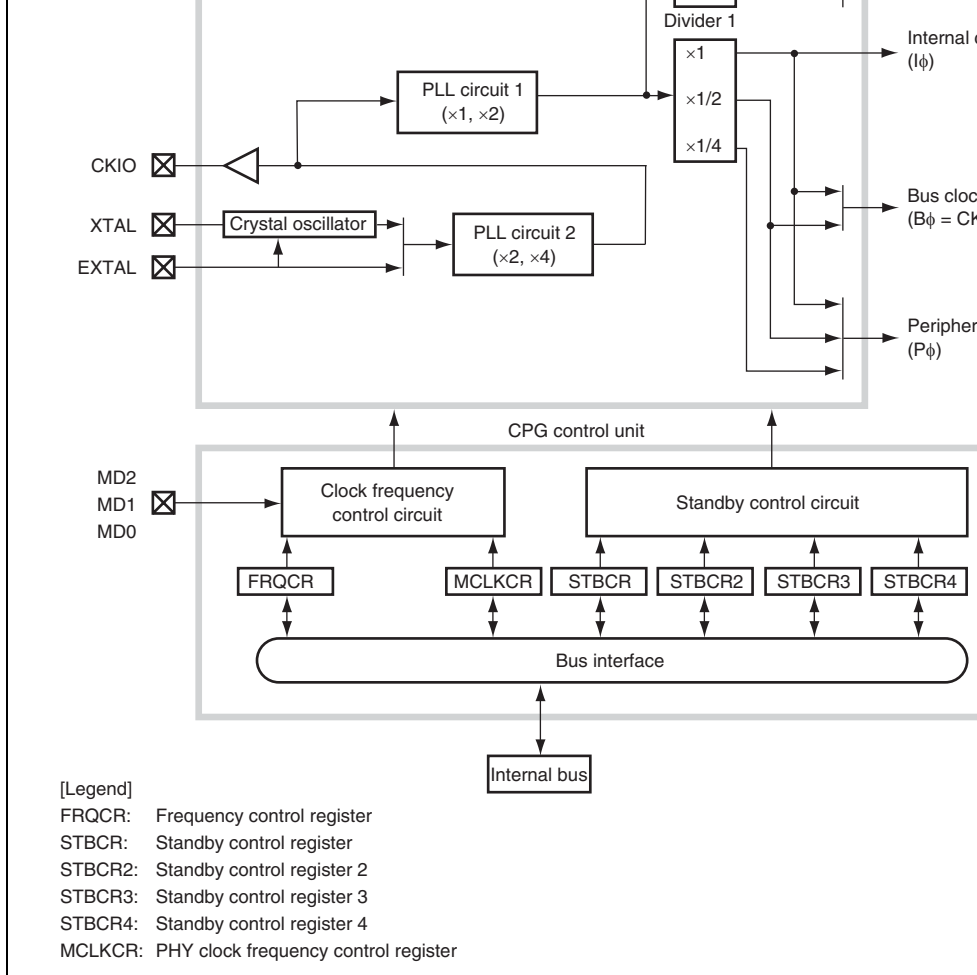 Divider 1
Internal
(Iϕ)
×1
PLL circuit 1
(×1, ×2)
×1/2
×1/4
CKIO
Bus
(Bϕ =
XTAL
Crystal oscillator
PLL circuit 2
(×2, ×4)
EXTAL
(Pϕ)
CPG control unit
MD2
MD1
MD0
Clock frequency
control circuit
Standby control circuit
FRQCR
MCLKCR
STBCR
STBCR2
STBCR3
STBCR4
Bus interface
Internal bus
[Legend]
FRQCR: Frequency control register
STBCR: Standby control register
STBCR2: Standby control register 2
STBCR3: Standby control register 3
STBCR4: Standby control register 4
MCLKCR: PHY clock frequency control register